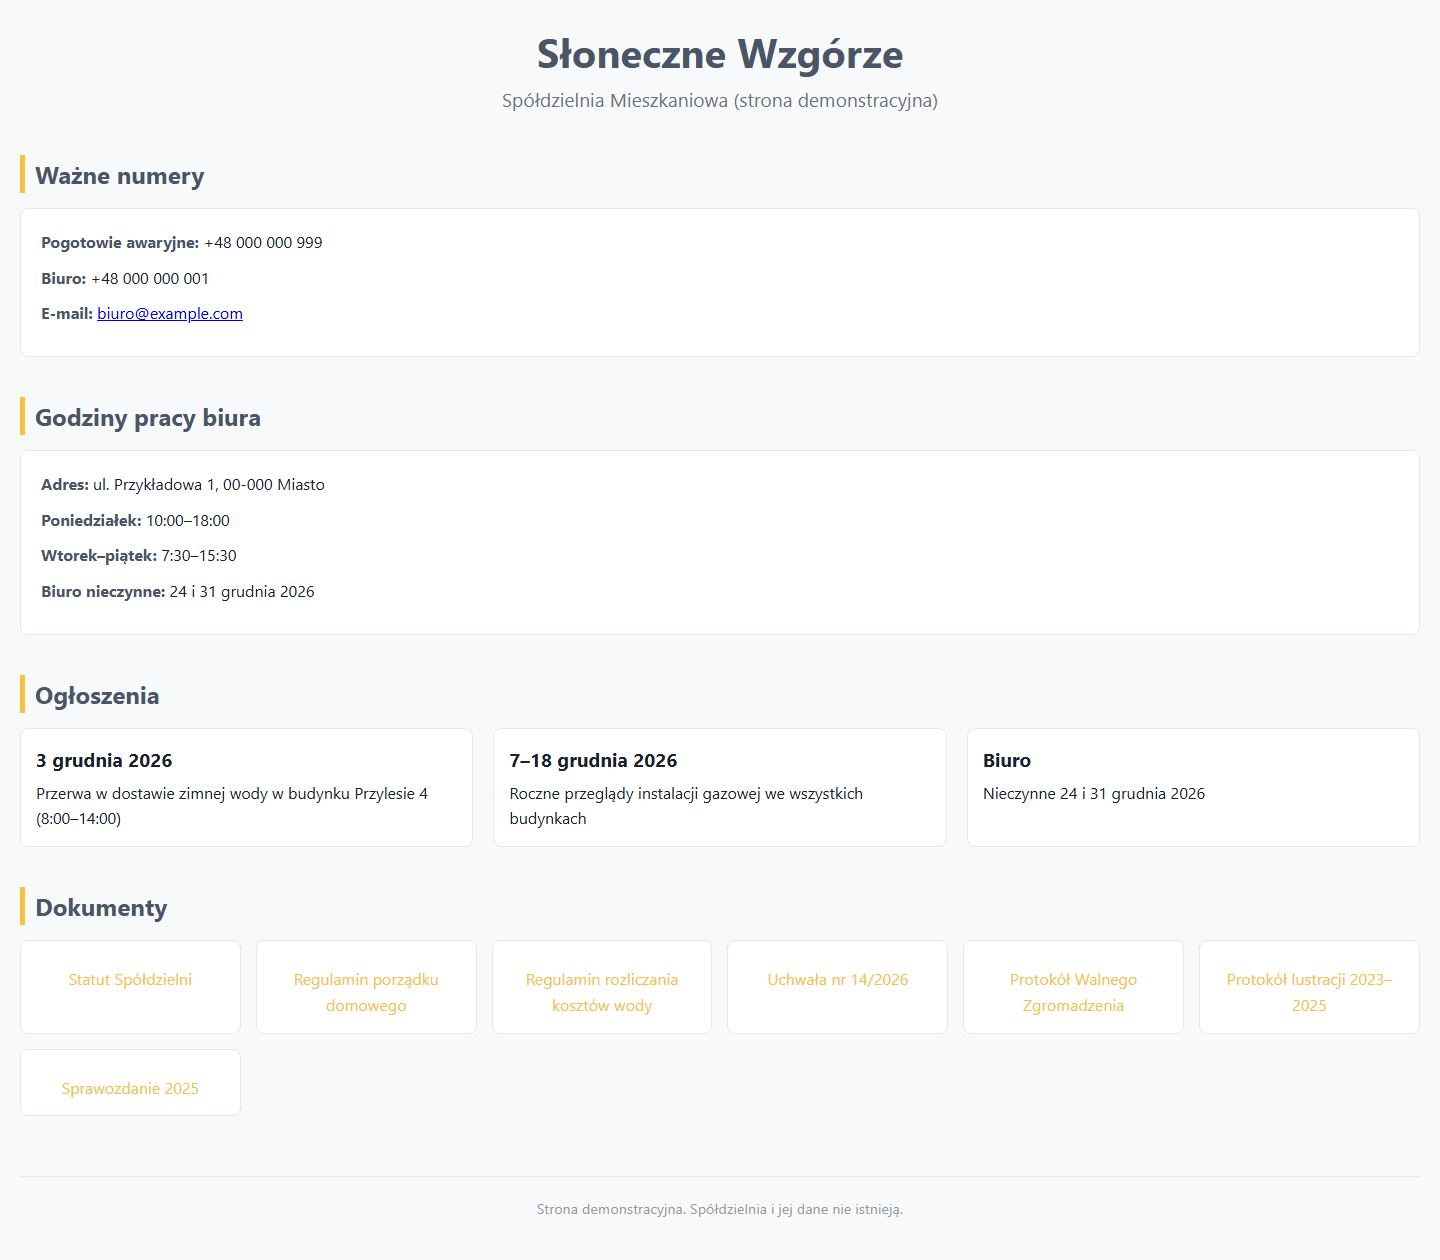 Słoneczne Wzgórze
Spółdzielnia Mieszkaniowa (strona demonstracyjna)
Ważne numery
Pogotowie awaryjne: +48 000 000 999
Biuro: +48 000 000 001
E-mail: biuro@example.com
Godziny pracy biura
Adres: ul. Przykładowa 1, 00-000 Miasto
Poniedziałek: 10:00–18:00
Wtorek–piątek: 7:30–15:30
Biuro nieczynne: 24 i 31 grudnia 2026
Ogłoszenia
3 grudnia 2026
Przerwa w dostawie zimnej wody w budynku Przylesie 4
(8:00–14:00)
7–18 grudnia 2026
Roczne przeglądy instalacji gazowej we wszystkich
budynkach
Biuro
Nieczynne 24 i 31 grudnia 2026
Dokumenty
Statut Spółdzielni
Regulamin porządku
domowego
Regulamin rozliczania
kosztów wody
Uchwała nr 14/2026
Protokół Walnego
Zgromadzenia
Protokół lustracji 2023–
2025
Sprawozdanie 2025
Strona demonstracyjna. Spółdzielnia i jej dane nie istnieją.